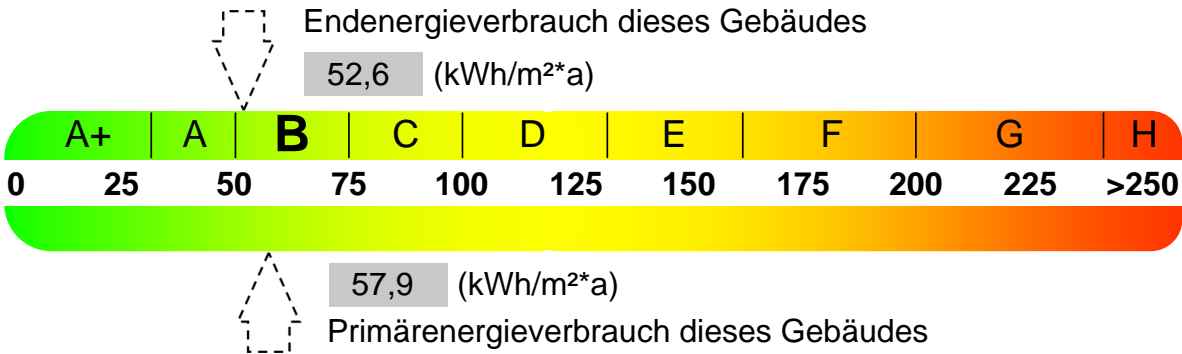 Endenergieverbrauch dieses Gebäudes
52,6 (kWh/m²*a)
A+ A B C D E F G H
0 25 50 75 100 125 150 175 200 225 >250
57,9 (kWh/m²*a)
Primärenergieverbrauch dieses Gebäudes